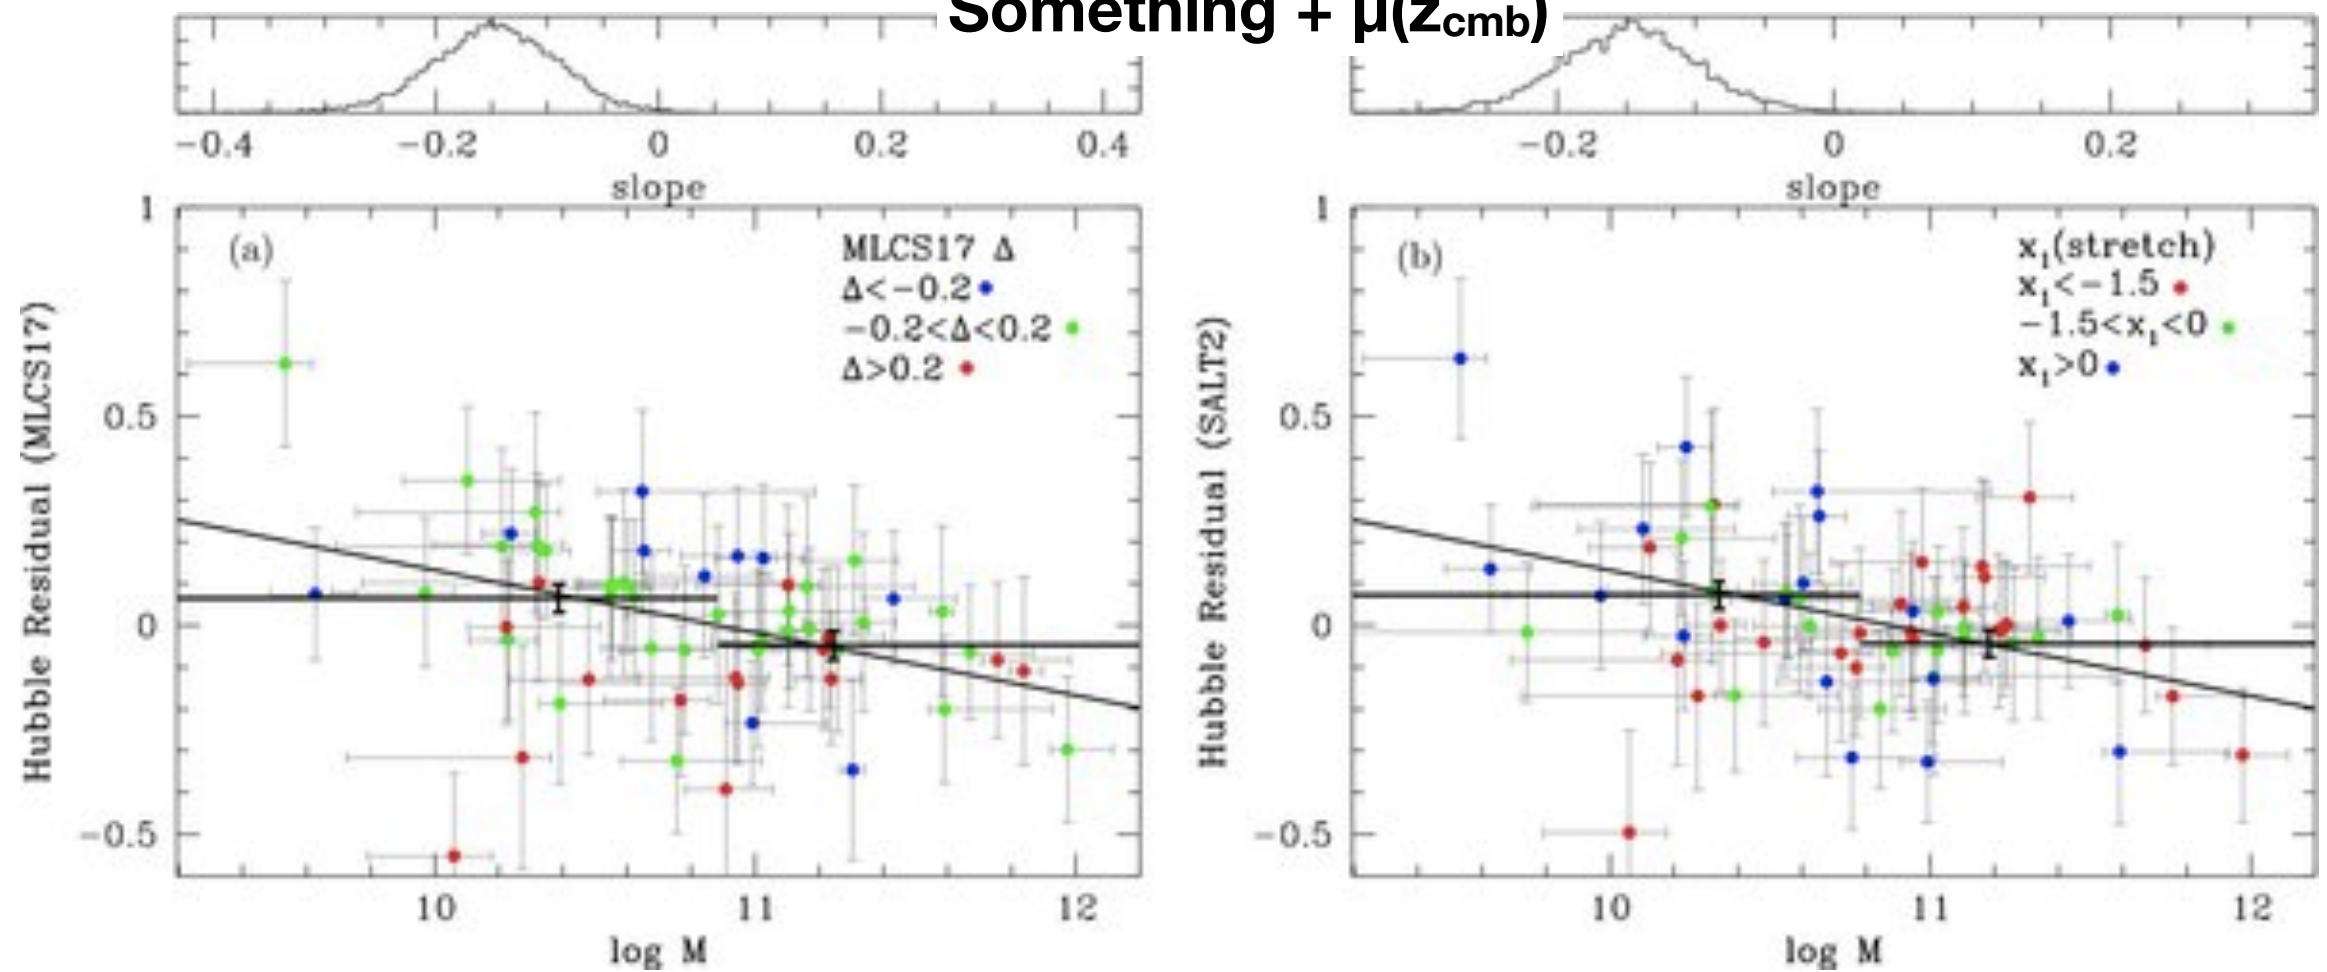 Something + μ(z_cmb)
-0.4 -0.2 0 0.2 0.4
slope
-0.2 0 0.2
slope
1
0.5
0
-0.5
Hubble Residual (MLCS17)
(a)
MLCS17 Δ
Δ<-0.2
-0.2<Δ<0.2
Δ>0.2
10 11 12
log M
1
0.5
0
-0.5
Hubble Residual (SALT2)
(b)
x₁(stretch)
x₁<-1.5
-1.5<x₁<0
x₁>0
10 11 12
log M